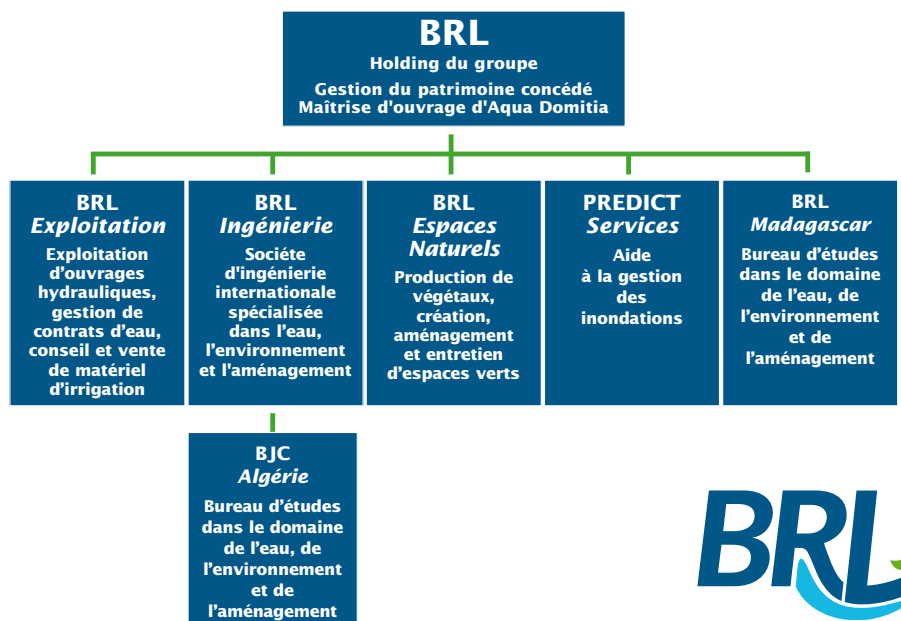 BRL
Holding du groupe
Gestion du patrimoine concédé
Maîtrise d'ouvrage d'Aqua Domitia
BRL
Exploitation
Exploitation
d'ouvrages
hydrauliques,
gestion de
contrats d'eau,
conseil et vente
de matériel
d'irrigation
BRL
Ingénierie
Sociéte
d'ingénierie
internationale
spécialisée
dans l'eau,
l'environnement
et l'aménagement
BRL
Espaces
Naturels
Production de
végétaux,
création,
aménagement
et entretien
d'espaces verts
PREDICT
Services
Aide
à la gestion
des
inondations
BRL
Madagascar
Bureau d'études
dans le domaine
de l'eau, de
l'environnement
et de
l'aménagement
BJC
Algérie
Bureau d'études
dans le domaine
de l'eau, de
l'environnement
et de
l'aménagement
BRL